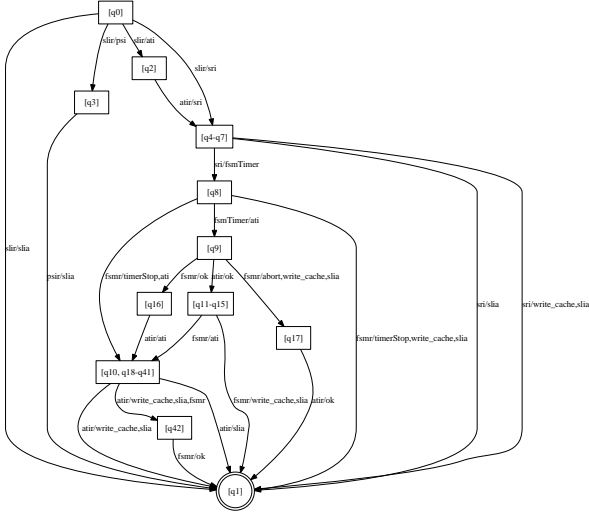 [q0]
slir/psi
slir/ati
slir/sri
[q2]
[q3]
atir/sri
[q4-q7]
sri/fsmTimer
[q8]
fsmTimer/ati
slir/slia
psir/slia
[q9]
fsmr/timerStop,ati
fsmr/ok
atir/ok
fsmr/abort,write_cache,slia
[q16]
[q11-q15]
sri/slia
sri/write_cache,slia
atir/ati
fsmr/ati
[q17]
fsmr/timerStop,write_cache,slia
[q10, q18-q41]
atir/write_cache,slia,fsmr
fsmr/write_cache,slia
atir/ok
atir/write_cache,slia
[q42]
atir/slia
fsmr/ok
[q1]